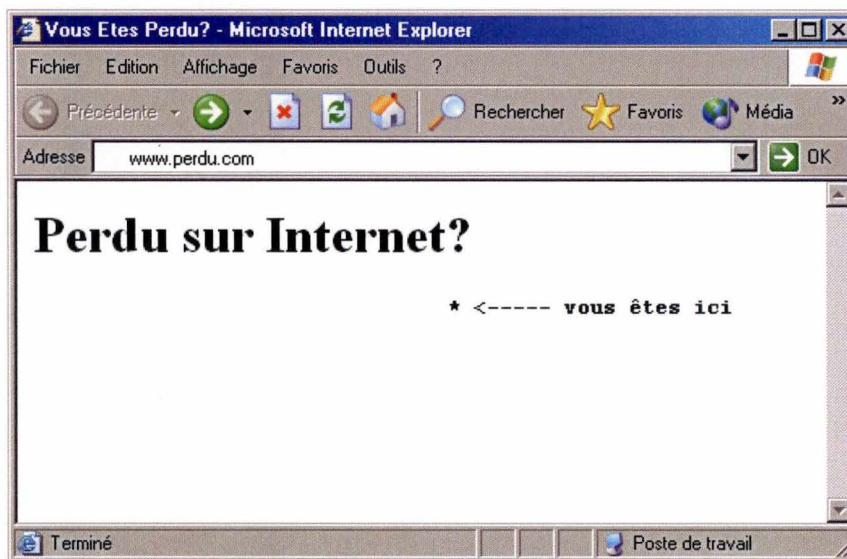 Vous Etes Perdu? - Microsoft Internet Explorer
Fichier Edition Affichage Favoris Outils ?
Précédente Rechercher Favoris Média »
Adresse www.perdu.com OK
Perdu sur Internet?
* <----- vous êtes ici
Terminé Poste de travail